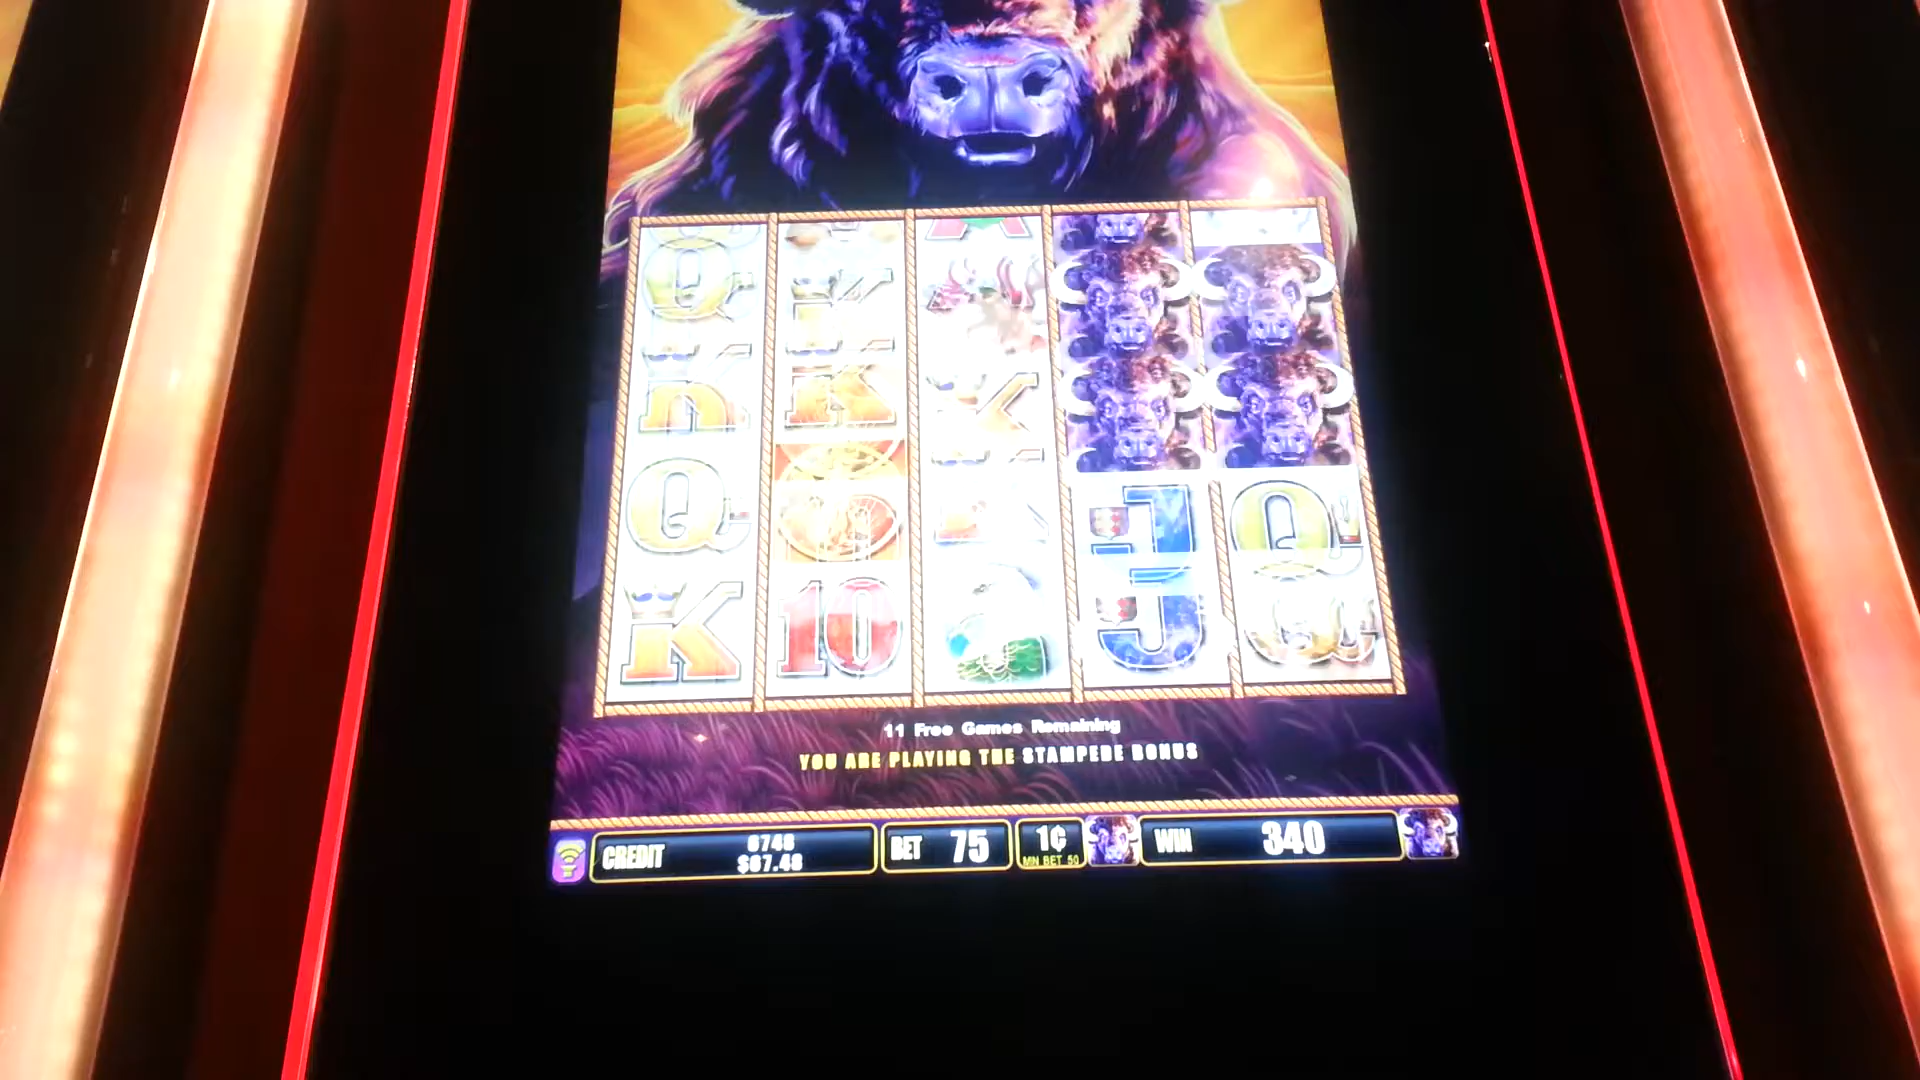 Q
K
K
K
Q
J
Q
K
10
J
11 Free Games Remaining
YOU ARE PLAYING THE STAMPEDE BONUS
CREDIT 6748 $67.48 BET 75 1¢ MIN BET 50 WIN 340